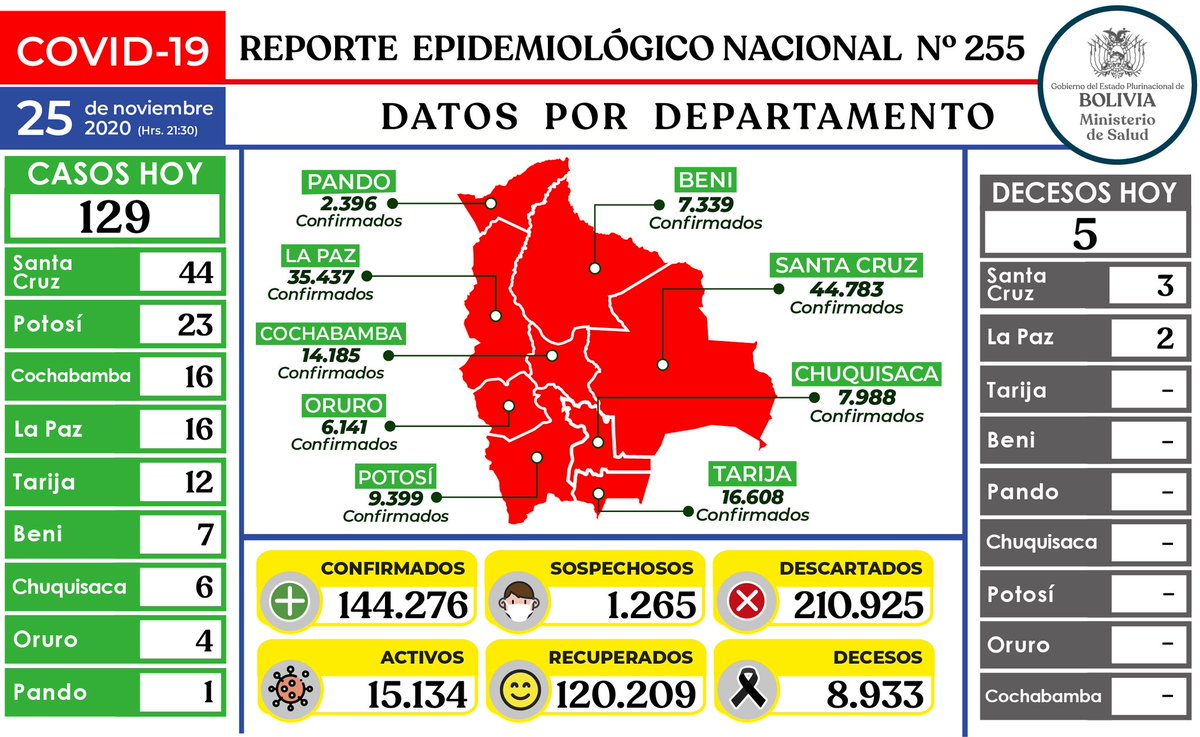 COVID-19
REPORTE EPIDEMIOLÓGICO NACIONAL Nº 255
25 de noviembre
2020 (Hrs. 21:30)
DATOS POR DEPARTAMENTO
Gobierno del Estado Plurinacional de
BOLIVIA
Ministerio
de Salud
CASOS HOY
129
Santa
Cruz 44
Potosí 23
Cochabamba 16
La Paz 16
Tarija 12
Beni 7
Chuquisaca 6
Oruro 4
Pando 1
PANDO
2.396
Confirmados
LA PAZ
35.437
Confirmados
COCHABAMBA
14.185
Confirmados
ORURO
6.141
Confirmados
POTOSÍ
9.399
Confirmados
BENI
7.339
Confirmados
SANTA CRUZ
44.783
Confirmados
CHUQUISACA
7.988
Confirmados
TARIJA
16.608
Confirmados
CONFIRMADOS
144.276
SOSPECHOSOS
1.265
DESCARTADOS
210.925
ACTIVOS
15.134
RECUPERADOS
120.209
DECESOS
8.933
DECESOS HOY
5
Santa
Cruz 3
La Paz 2
Tarija -
Beni -
Pando -
Chuquisaca -
Potosí -
Oruro -
Cochabamba -